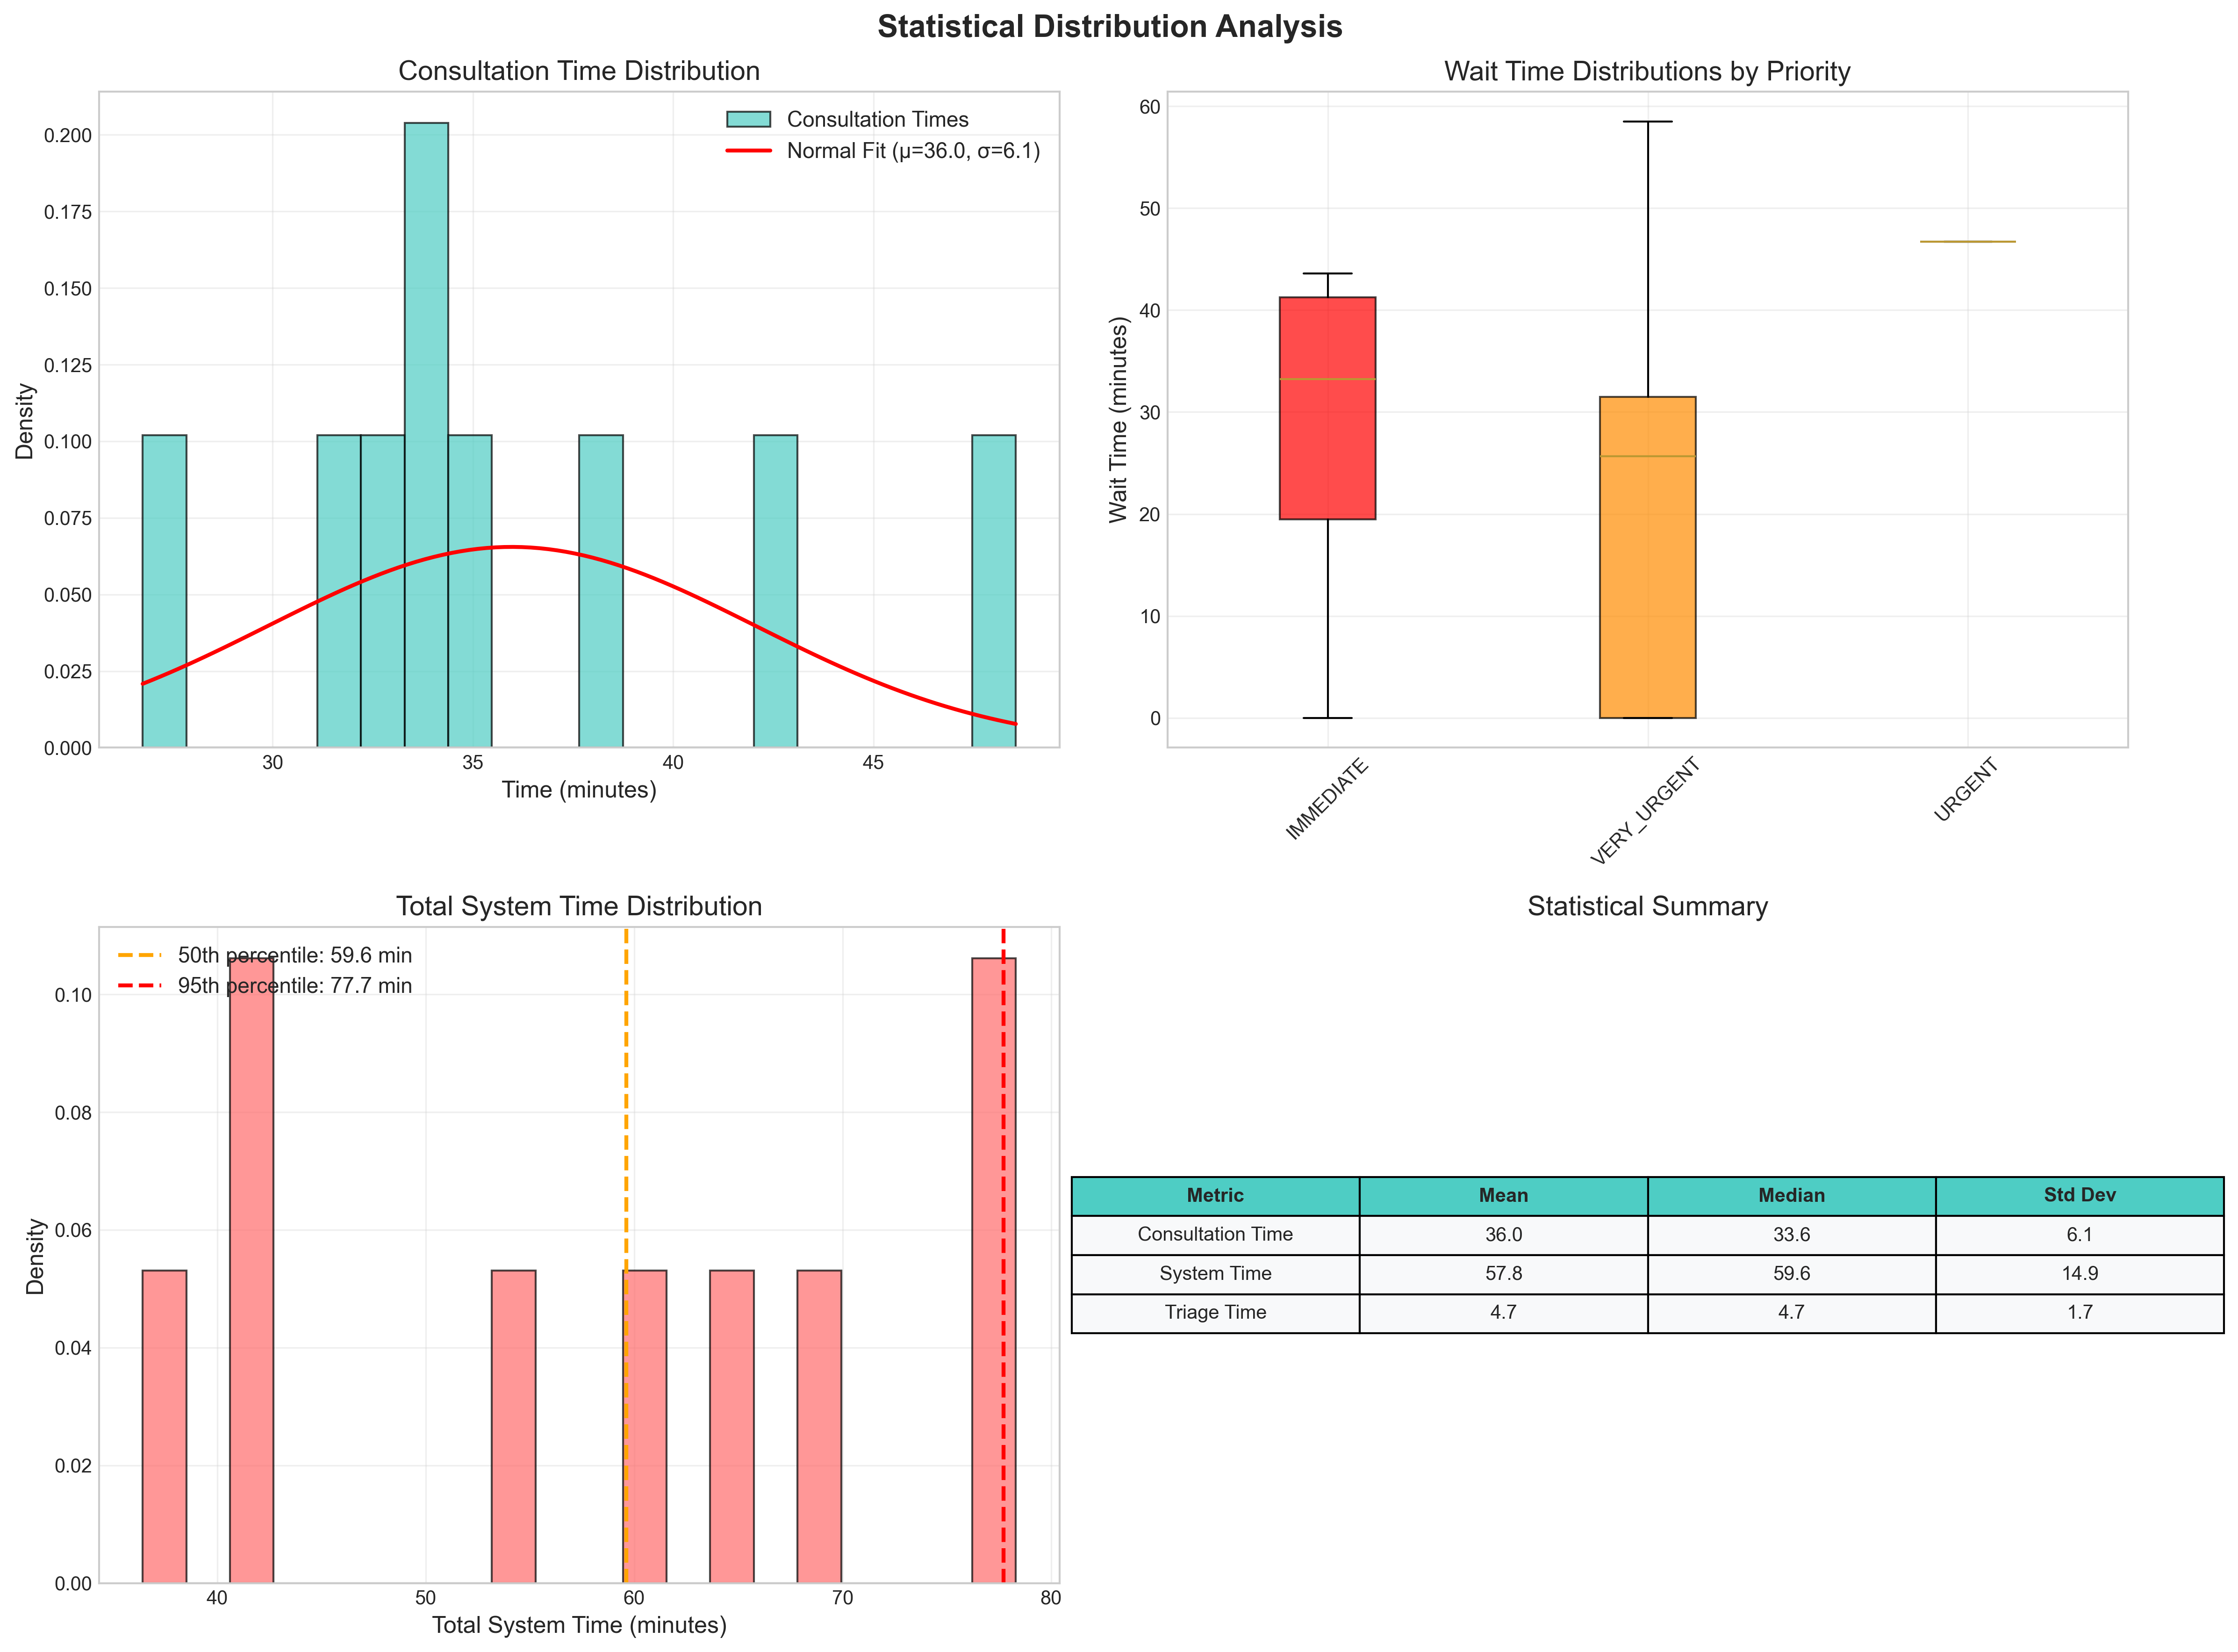 Statistical Distribution Analysis
Consultation Time Distribution
Consultation Times
Normal Fit (μ=36.0, σ=6.1)
0.200
0.175
0.150
0.125
0.100
0.075
0.050
0.025
0.000
Density
30 35 40 45
Time (minutes)
Wait Time Distributions by Priority
60
50
40
30
20
10
0
Wait Time (minutes)
IMMEDIATE
VERY_URGENT
URGENT
Total System Time Distribution
50th percentile: 59.6 min
95th percentile: 77.7 min
0.10
0.08
0.06
0.04
0.02
0.00
Density
40 50 60 70 80
Total System Time (minutes)
Statistical Summary
Metric Mean Median Std Dev
Consultation Time 36.0 33.6 6.1
System Time 57.8 59.6 14.9
Triage Time 4.7 4.7 1.7